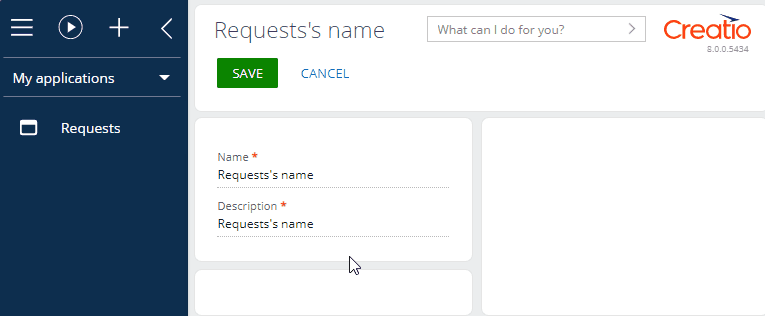 Requests's name
What can I do for you?
Creatio
8.0.0.5434
SAVE
CANCEL
My applications
Requests
Name *
Requests's name
Description *
Requests's name